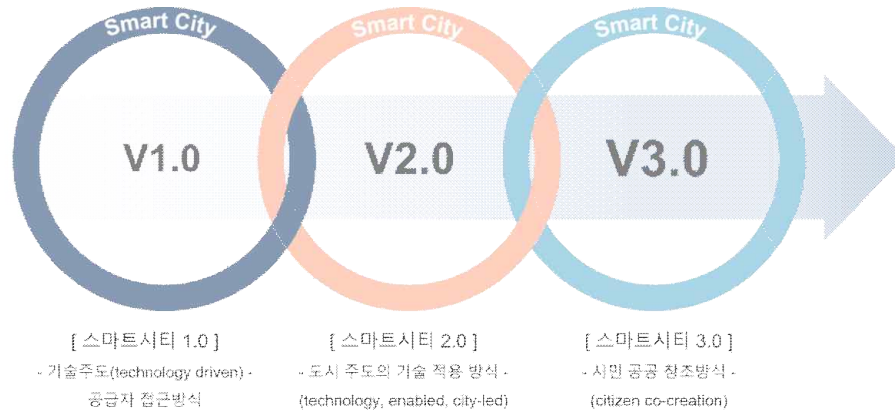 Smart City
Smart City
Smart City
V1.0
V2.0
V3.0
[ 스마트시티 1.0 ]
- 기술주도(technology driven) -
공급자 접근방식
[ 스마트시티 2.0 ]
- 도시 주도의 기술 적용 방식 -
(technology, enabled, city-led)
[ 스마트시티 3.0 ]
- 시민 공공 창조방식 -
(citizen co-creation)